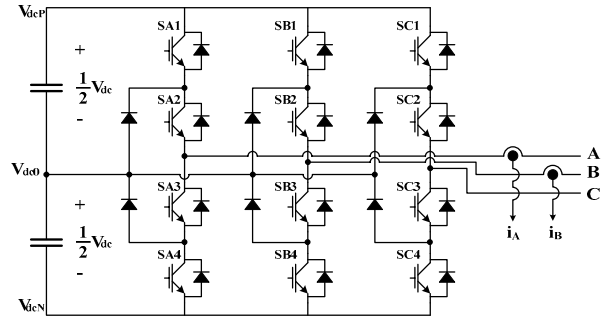 VdcP
SA1 SB1 SC1
+
1/2 Vdc
-
SA2 SB2 SC2
A
Vdc0 B
C
SA3 SB3 SC3
+
iA iB
1/2 Vdc
-
SA4 SB4 SC4
VdcN